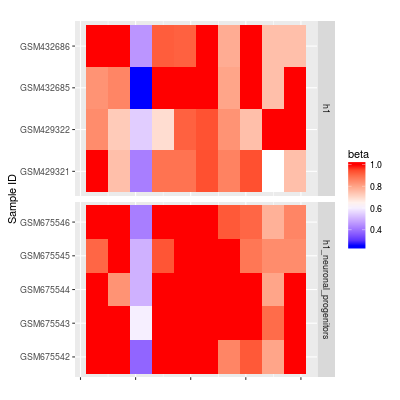 GSM432686
GSM432685
GSM429322
GSM429321
h1
GSM675546
GSM675545
GSM675544
GSM675543
GSM675542
h1_neuronal_progenitors
Sample ID
beta
1.0
0.8
0.6
0.4